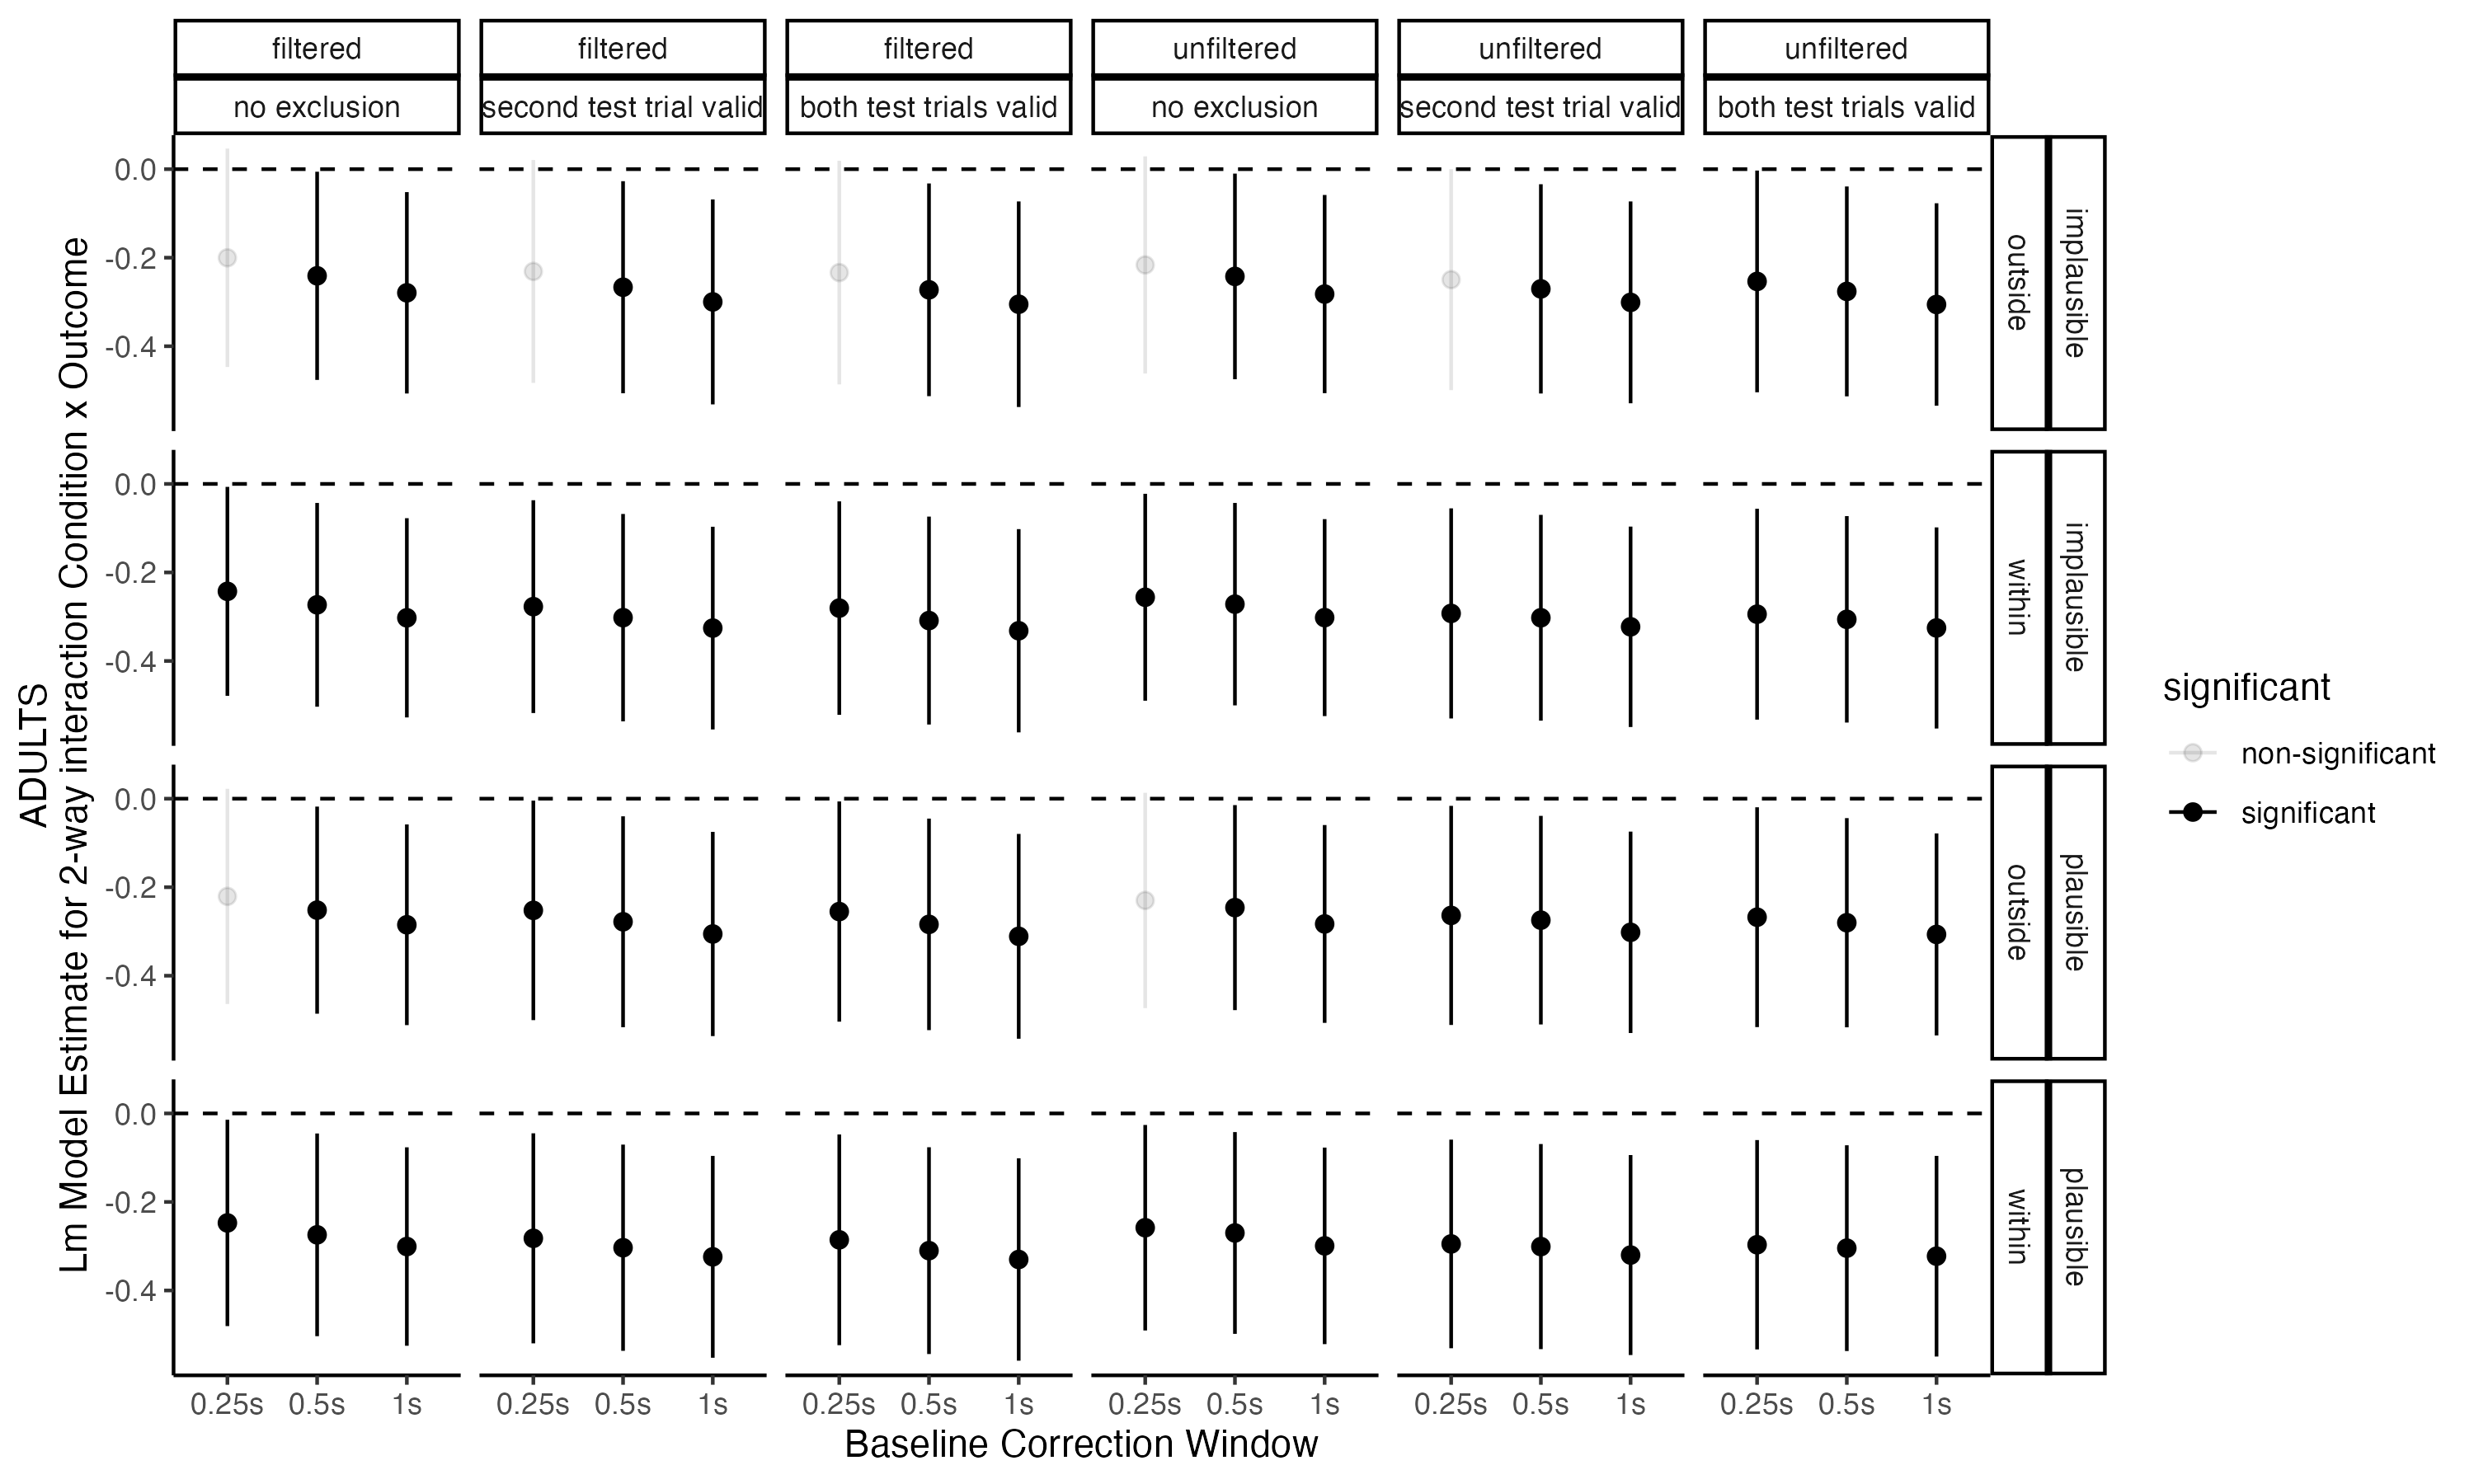 filtered
filtered
filtered
unfiltered
unfiltered
unfiltered
no exclusion
second test trial valid
both test trials valid
no exclusion
second test trial valid
both test trials valid
ADULTS
Lm Model Estimate for 2-way interaction Condition x Outcome
0.0
-0.2
-0.4
outside
implausible
0.0
-0.2
-0.4
within
implausible
0.0
-0.2
-0.4
outside
plausible
0.0
-0.2
-0.4
within
plausible
0.25s 0.5s 1s
0.25s 0.5s 1s
0.25s 0.5s 1s
0.25s 0.5s 1s
0.25s 0.5s 1s
0.25s 0.5s 1s
Baseline Correction Window
significant
non-significant
significant